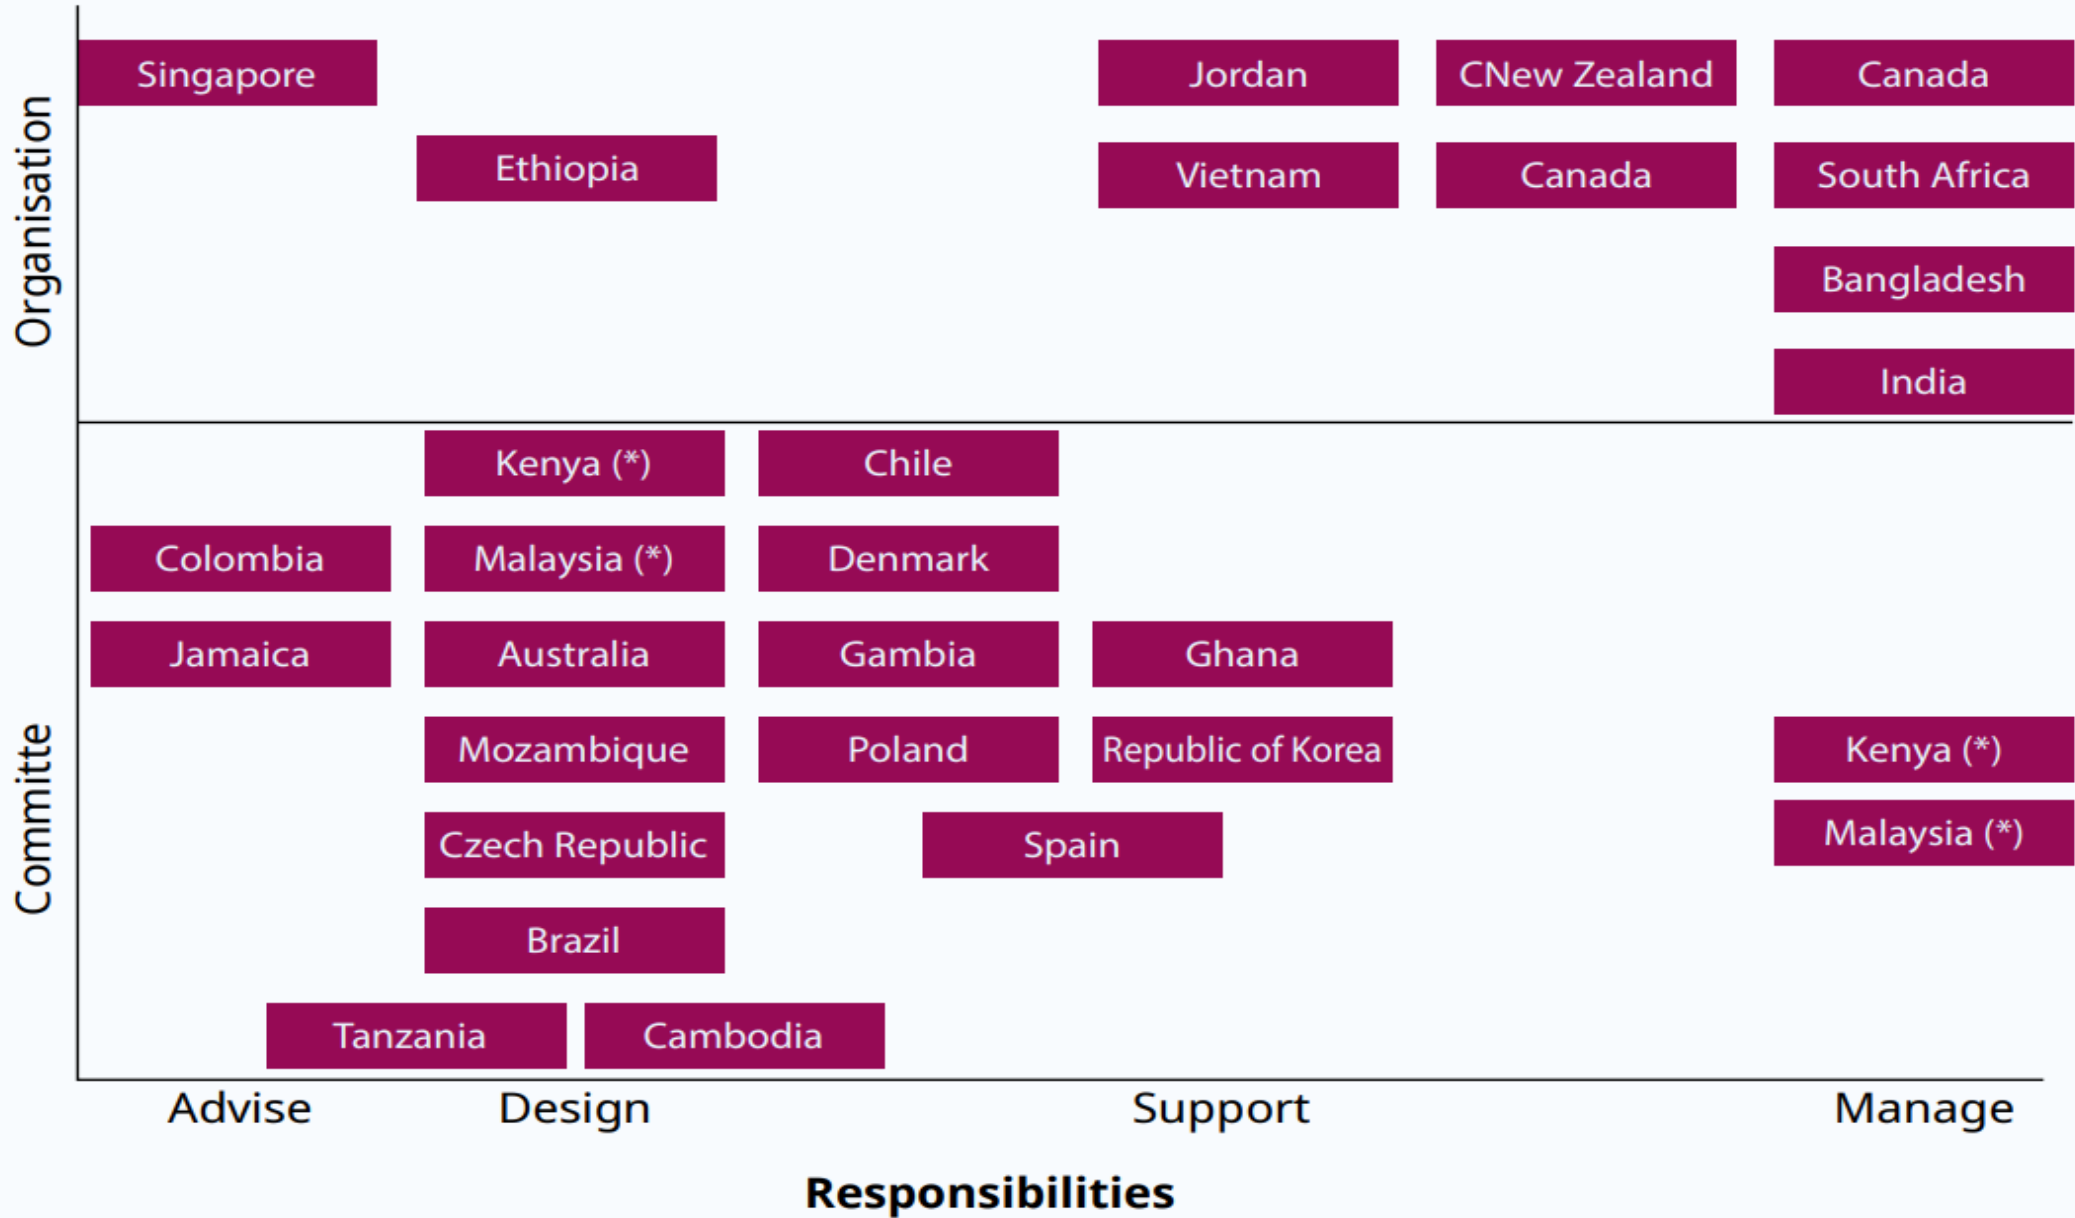 Organisation
Singapore
Jordan
CNew Zealand
Canada
Ethiopia
Vietnam
Canada
South Africa
Bangladesh
India
Committe
Kenya (*)
Chile
Colombia
Malaysia (*)
Denmark
Jamaica
Australia
Gambia
Ghana
Mozambique
Poland
Republic of Korea
Kenya (*)
Czech Republic
Spain
Malaysia (*)
Brazil
Tanzania
Cambodia
Advise
Design
Support
Manage
Responsibilities